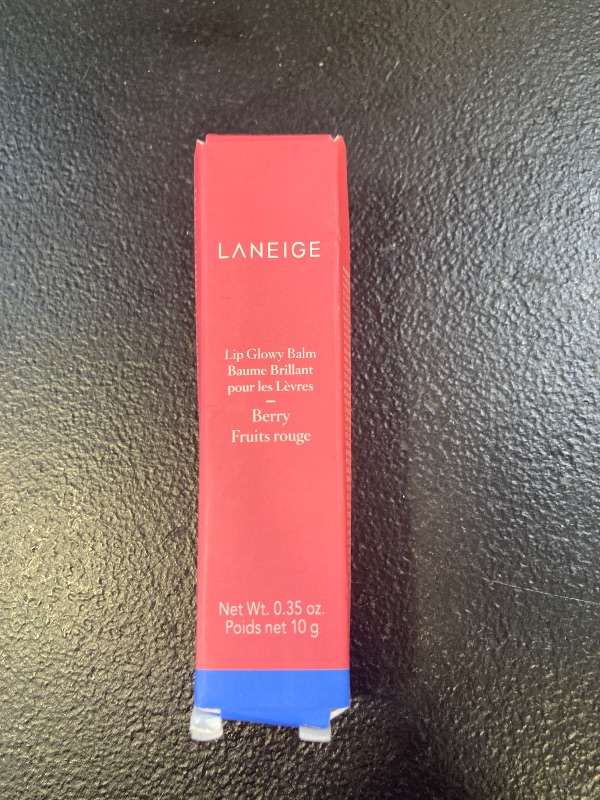 LANEIGE
Lip Glowy Balm
Baume Brillant
pour les Lèvres
Berry
Fruits rouge
Net Wt. 0.35 oz.
Poids net 10 g